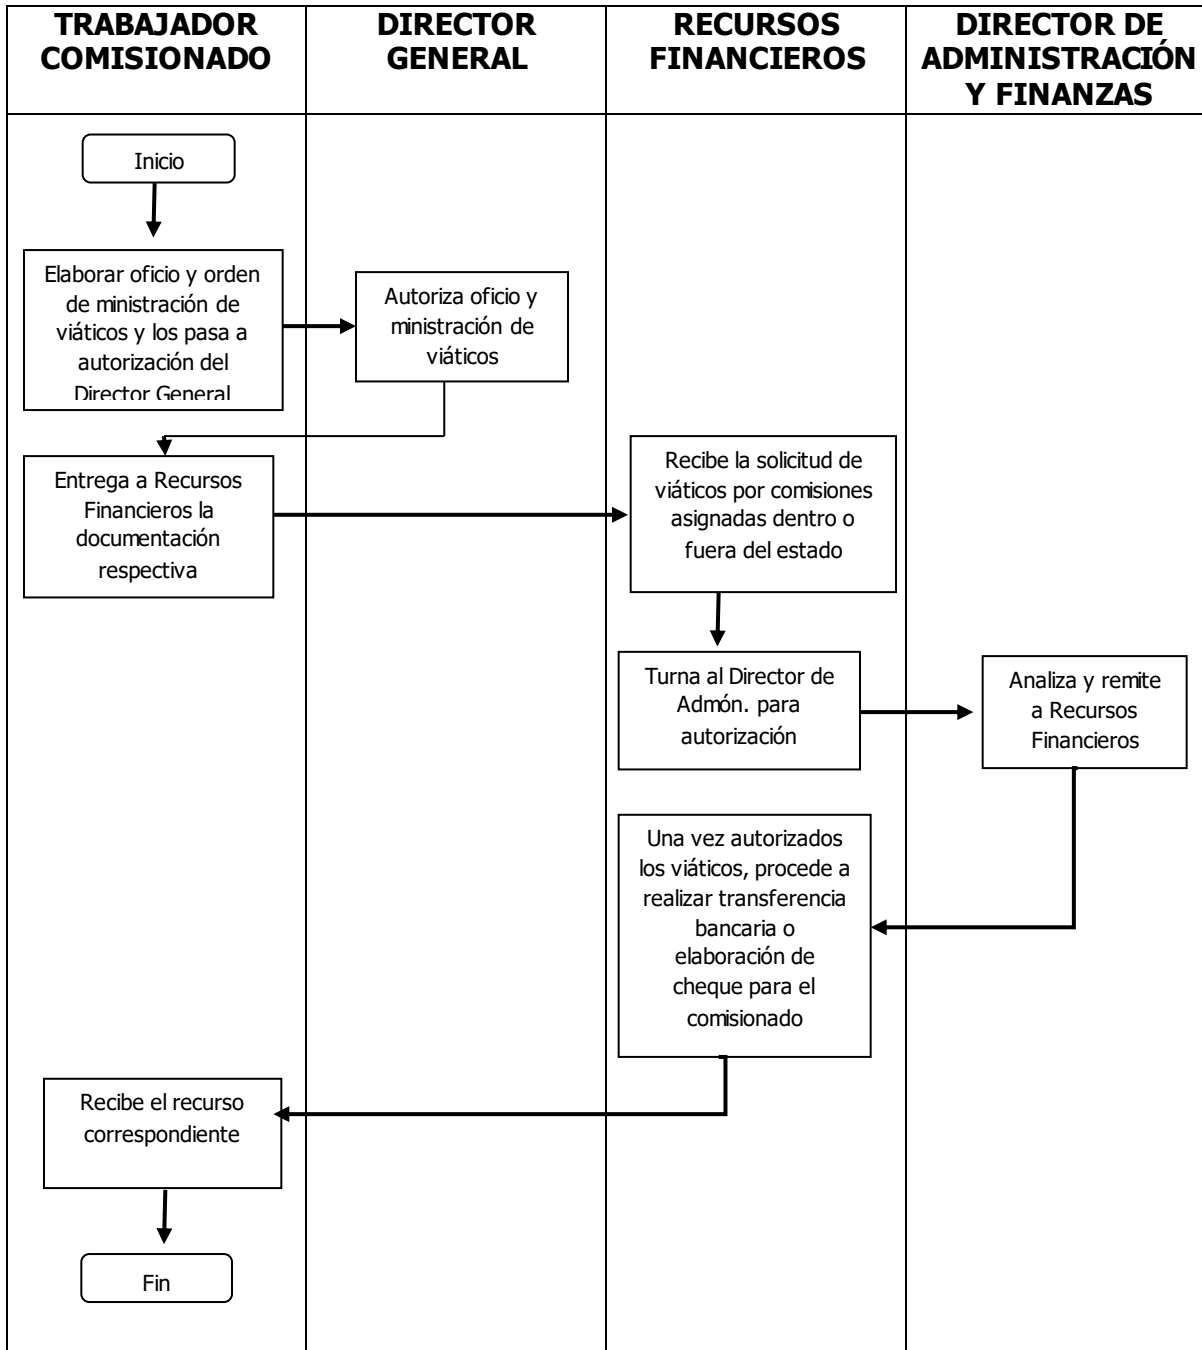 TRABAJADOR
COMISIONADO
DIRECTOR
GENERAL
RECURSOS
FINANCIEROS
DIRECTOR DE
ADMINISTRACIÓN
Y FINANZAS
Inicio
Elaborar oficio y orden
de ministración de
viáticos y los pasa a
autorización del
Director General
Autoriza oficio y
ministración de
viáticos
Entrega a Recursos
Financieros la
documentación
respectiva
Recibe la solicitud de
viáticos por comisiones
asignadas dentro o
fuera del estado
Turna al Director de
Admón. para
autorización
Analiza y remite
a Recursos
Financieros
Una vez autorizados
los viáticos, procede a
realizar transferencia
bancaria o
elaboración de
cheque para el
comisionado
Recibe el recurso
correspondiente
Fin